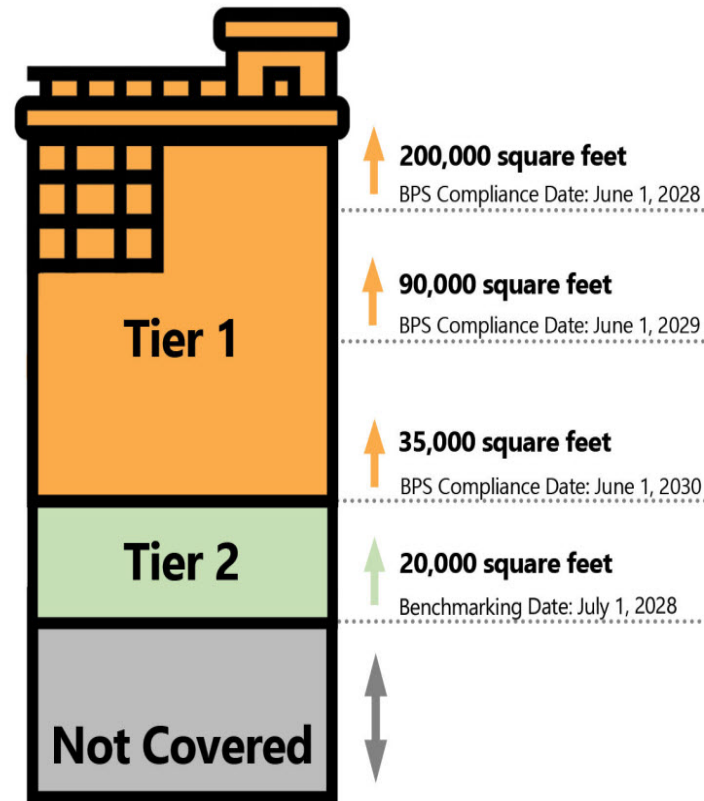 200,000 square feet
BPS Compliance Date: June 1, 2028
90,000 square feet
BPS Compliance Date: June 1, 2029
Tier 1
35,000 square feet
BPS Compliance Date: June 1, 2030
Tier 2
20,000 square feet
Benchmarking Date: July 1, 2028
Not Covered